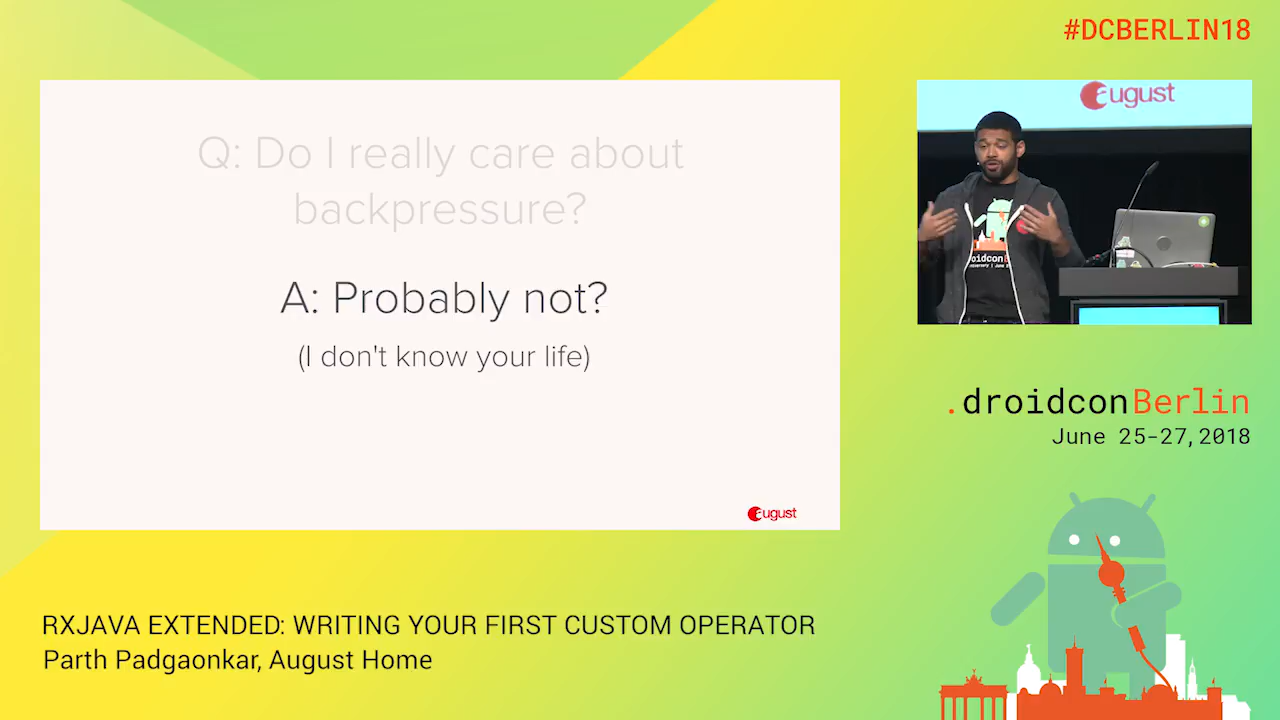 #DCBERLIN18
Q: Do I really care about
backpressure?
A: Probably not?
(I don't know your life)
august
august
.droidconBerlin
June 25-27, 2018
RXJAVA EXTENDED: WRITING YOUR FIRST CUSTOM OPERATOR
Parth Padgaonkar, August Home